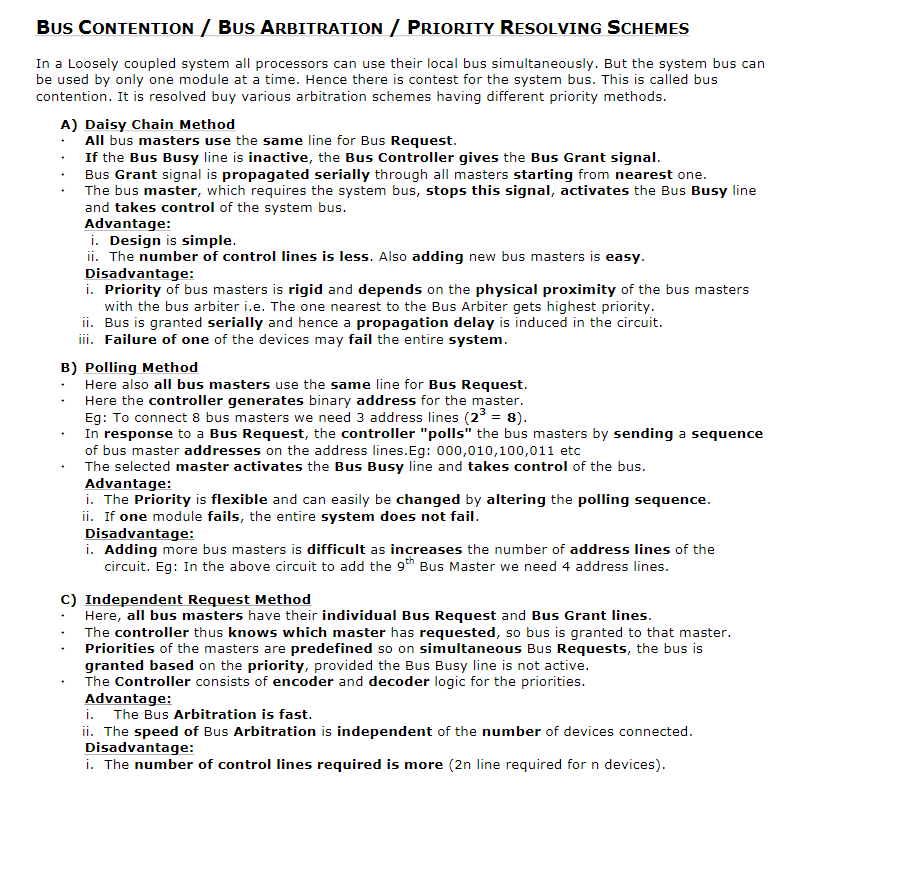 BUS CONTENTION / BUS ARBITRATION / PRIORITY RESOLVING SCHEMES
In a Loosely coupled system all processors can use their local bus simultaneously. But the system bus can
be used by only one module at a time. Hence there is contest for the system bus. This is called bus
contention. It is resolved buy various arbitration schemes having different priority methods.
A) Daisy Chain Method
· All bus masters use the same line for Bus Request.
· If the Bus Busy line is inactive, the Bus Controller gives the Bus Grant signal.
· Bus Grant signal is propagated serially through all masters starting from nearest one.
· The bus master, which requires the system bus, stops this signal, activates the Bus Busy line
and takes control of the system bus.
Advantage:
i. Design is simple.
ii. The number of control lines is less. Also adding new bus masters is easy.
Disadvantage:
i. Priority of bus masters is rigid and depends on the physical proximity of the bus masters
with the bus arbiter i.e. The one nearest to the Bus Arbiter gets highest priority.
ii. Bus is granted serially and hence a propagation delay is induced in the circuit.
iii. Failure of one of the devices may fail the entire system.
B) Polling Method
· Here also all bus masters use the same line for Bus Request.
· Here the controller generates binary address for the master.
Eg: To connect 8 bus masters we need 3 address lines (2³ = 8).
· In response to a Bus Request, the controller "polls" the bus masters by sending a sequence
of bus master addresses on the address lines.Eg: 000,010,100,011 etc
· The selected master activates the Bus Busy line and takes control of the bus.
Advantage:
i. The Priority is flexible and can easily be changed by altering the polling sequence.
ii. If one module fails, the entire system does not fail.
Disadvantage:
i. Adding more bus masters is difficult as increases the number of address lines of the
circuit. Eg: In the above circuit to add the 9th Bus Master we need 4 address lines.
C) Independent Request Method
· Here, all bus masters have their individual Bus Request and Bus Grant lines.
· The controller thus knows which master has requested, so bus is granted to that master.
· Priorities of the masters are predefined so on simultaneous Bus Requests, the bus is
granted based on the priority, provided the Bus Busy line is not active.
· The Controller consists of encoder and decoder logic for the priorities.
Advantage:
i. The Bus Arbitration is fast.
ii. The speed of Bus Arbitration is independent of the number of devices connected.
Disadvantage:
i. The number of control lines required is more (2n line required for n devices).